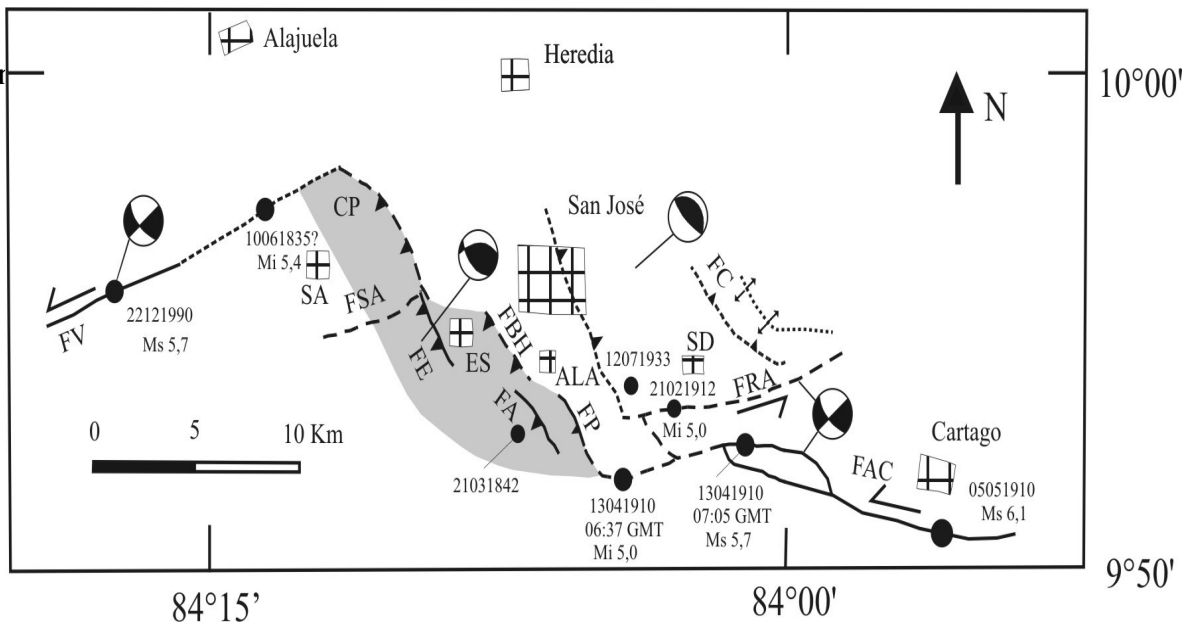 Alajuela
Heredia
r
10°00'
N
San José
CP
10061835?
Mi 5,4
SA
FSA
FC
22121990
Ms 5,7
FV
FE
ES
FBH
ALA
12071933
SD
21021912
Mi 5,0
FRA
FA
FP
0 5 10 Km
21031842
13041910
06:37 GMT
Mi 5,0
13041910
07:05 GMT
Ms 5,7
FAC
Cartago
05051910
Ms 6,1
9°50'
84°15’
84°00'